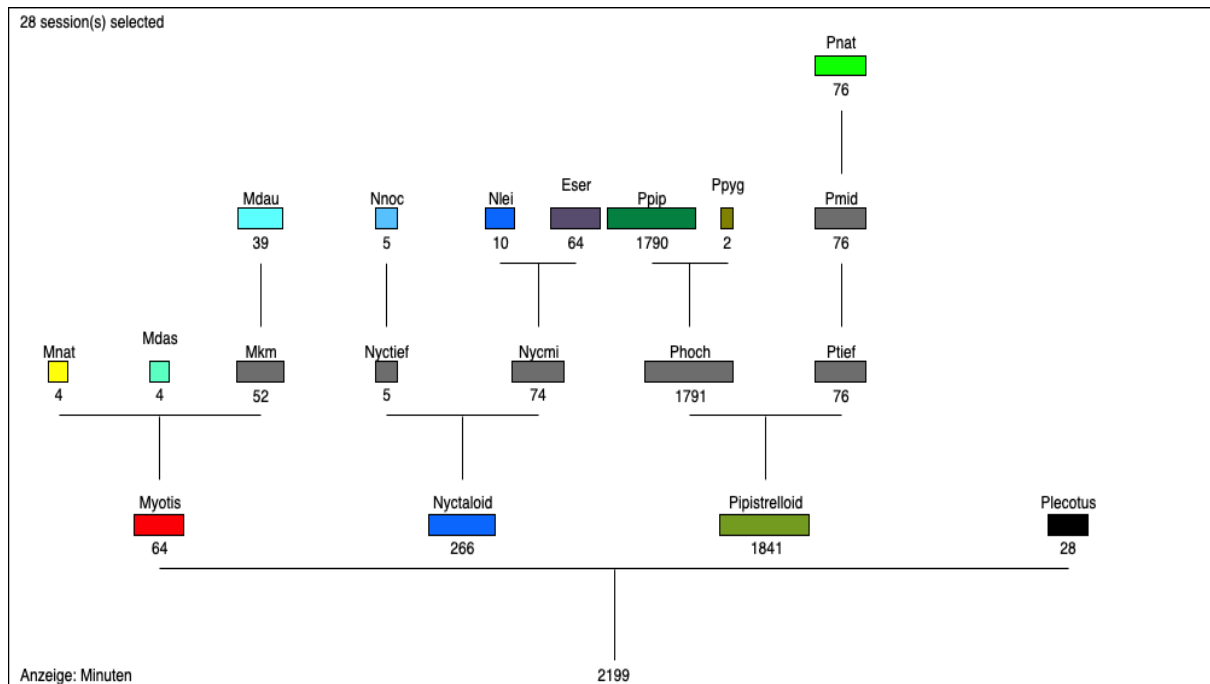 28 session(s) selected
Pnat
76
Mdau
Nnoc
Nlei
Eser
Ppip
Ppyg
Pmid
39
5
10
64
1790
2
76
Mnat
Mdas
Mkm
Nyctief
Nycmi
Phoch
Ptief
4
4
52
5
74
1791
76
Myotis
Nyctaloid
Pipistrelloid
Plecotus
64
266
1841
28
Anzeige: Minuten
2199